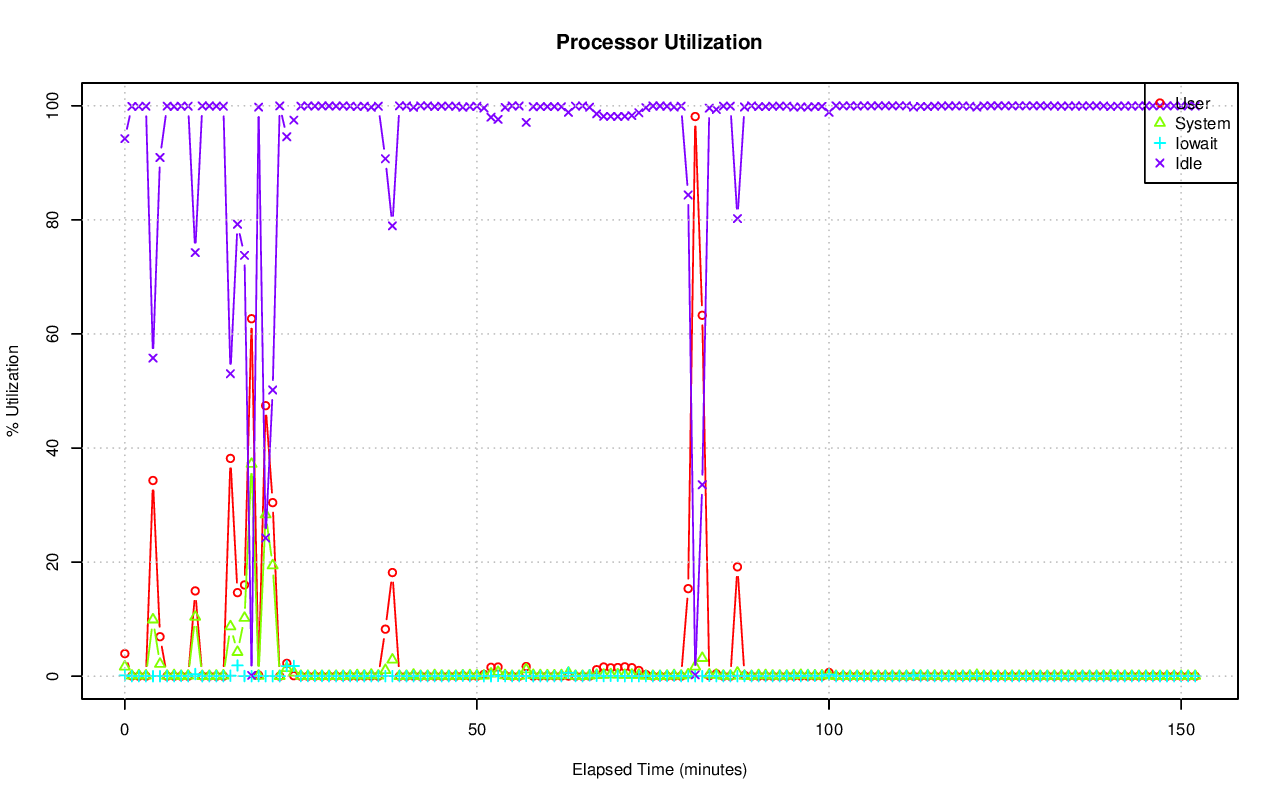 Processor Utilization
% Utilization
100
80
60
40
20
0
User
System
Iowait
Idle
0 50 100 150
Elapsed Time (minutes)